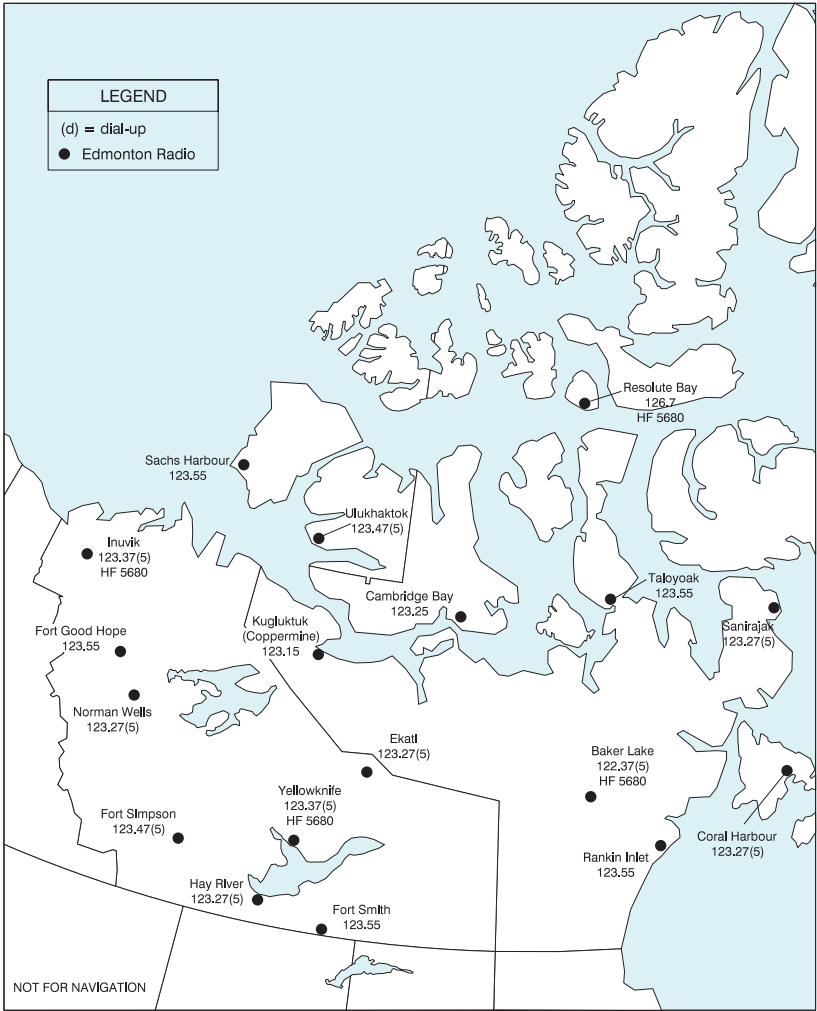 LEGEND
(d) = dial-up
Edmonton Radio
Resolute Bay
126.7
HF 5680
Sachs Harbour
123.55
Ulukhaktok
123.47(5)
Inuvik
123.37(5)
HF 5680
Taloyoak
123.55
Cambridge Bay
123.25
Sanirajak
123.27(5)
Kugluktuk
(Coppermine)
123.15
Fort Good Hope
123.55
Norman Wells
123.27(5)
Ekati
123.27(5)
Baker Lake
122.37(5)
HF 5680
Yellowknife
123.37(5)
HF 5680
Fort Simpson
123.47(5)
Coral Harbour
123.27(5)
Rankin Inlet
123.55
Hay River
123.27(5)
Fort Smith
123.55
NOT FOR NAVIGATION